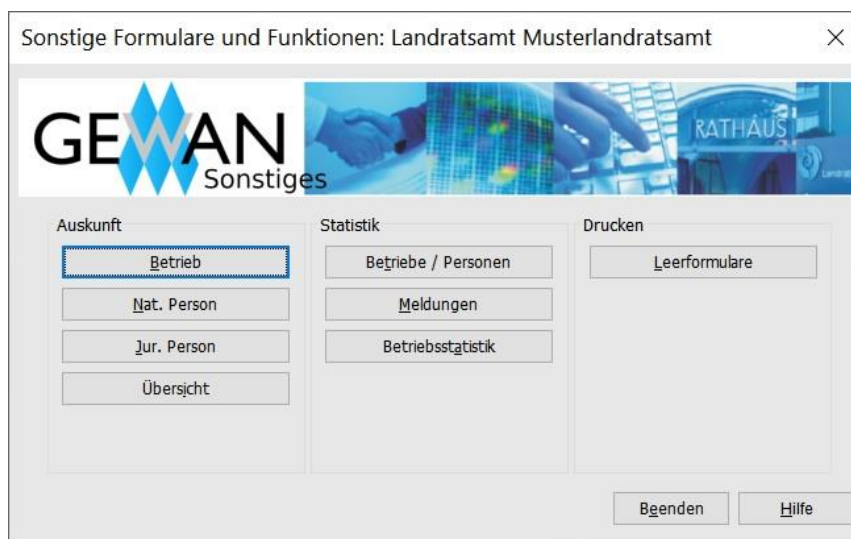 Sonstige Formulare und Funktionen: Landratsamt Musterlandratsamt
GEWAN
Sonstiges
RATHAUS
Auskunft
Betrieb
Nat. Person
Jur. Person
Übersicht
Statistik
Betriebe / Personen
Meldungen
Betriebsstatistik
Drucken
Leerformulare
Beenden
Hilfe